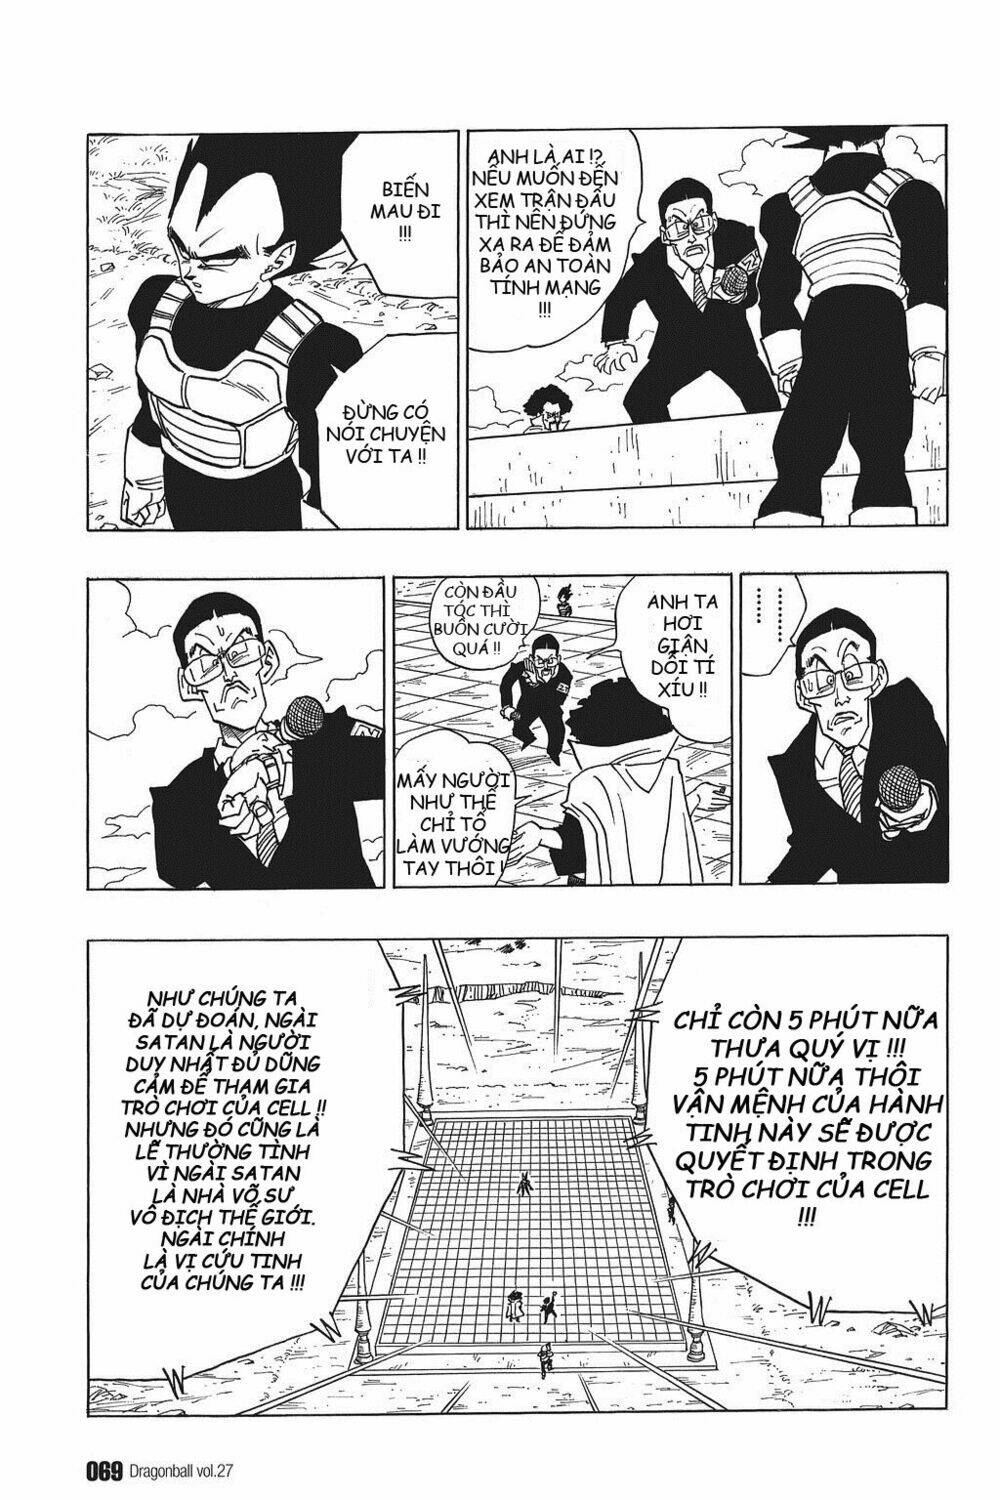 ANH LÀ AI !?
NẾU MUỐN ĐẾN
XEM TRẬN ĐẤU
THÌ NÊN ĐỨNG
XA RA ĐỂ ĐẢM
BẢO AN TOÀN
TÍNH MẠNG
!!!
BIẾN
MAU ĐI
!!!
ĐỪNG CÓ
NÓI CHUYỆN
VỚI TA !!
ANH TA
HƠI
GIẬN
DỖI TÍ
XÍU !!
CÒN ĐẦU
TÓC THÌ
BUỒN CƯỜI
QUÁ !!
MẤY NGƯỜI
NHƯ THẾ
CHỈ TỔ
LÀM VƯỚNG
TAY THÔI !
CHỈ CÒN 5 PHÚT NỮA
THƯA QUÝ VỊ !!!
5 PHÚT NỮA THÔI
VẬN MỆNH CỦA HÀNH
TINH NÀY SẼ ĐƯỢC
QUYẾT ĐỊNH TRONG
TRÒ CHƠI CỦA CELL
!!!
NHƯ CHÚNG TA
ĐÃ DỰ ĐOÁN, NGÀI
SATAN LÀ NGƯỜI
DUY NHẤT ĐỦ DŨNG
CẢM ĐỂ THAM GIA
TRÒ CHƠI CỦA CELL !!
NHƯNG ĐÓ CŨNG LÀ
LẼ THƯỜNG TÌNH
VÌ NGÀI SATAN
LÀ NHÀ VÕ SƯ
VÔ ĐỊCH THẾ GIỚI.
NGÀI CHÍNH
LÀ VỊ CỨU TINH
CỦA CHÚNG TA !!!
069 Dragonball vol.27